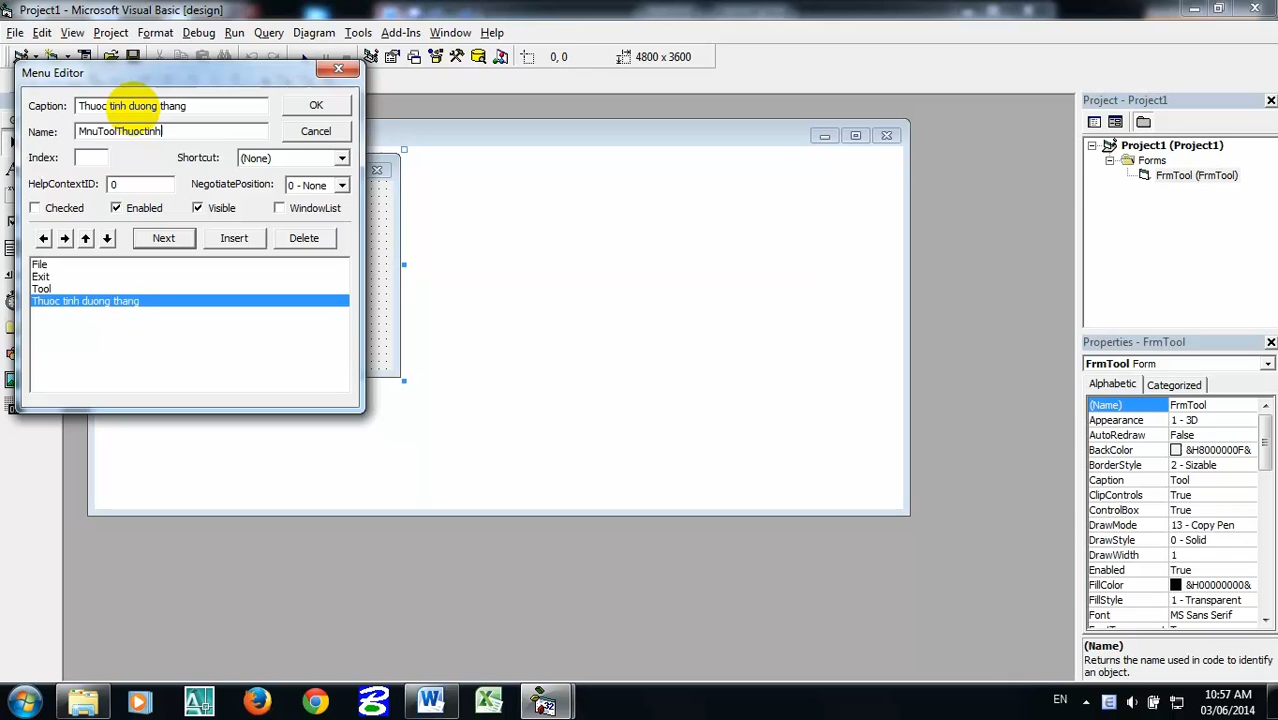 Project1 - Microsoft Visual Basic [design]
File Edit View Project Format Debug Run Query Diagram Tools Add-Ins Window Help
0, 0 4800 x 3600
Menu Editor
Caption: Thuoc tinh duong thang OK
Name: MnuToolThuoctinh Cancel
Index: Shortcut: (None)
HelpContextID: 0 NegotiatePosition: 0 - None
Checked Enabled Visible WindowList
Next Insert Delete
File
Exit
Tool
Thuoc tinh duong thang
Project - Project1
Project1 (Project1)
Forms
FrmTool (FrmTool)
Properties - FrmTool
FrmTool Form
Alphabetic Categorized
(Name) FrmTool
Appearance 1 - 3D
AutoRedraw False
BackColor &H8000000F&
BorderStyle 2 - Sizable
Caption Tool
ClipControls True
ControlBox True
DrawMode 13 - Copy Pen
DrawStyle 0 - Solid
DrawWidth 1
Enabled True
FillColor &H00000000&
FillStyle 1 - Transparent
Font MS Sans Serif
(Name)
Returns the name used in code to identify
an object.
EN
10:57 AM
03/06/2014